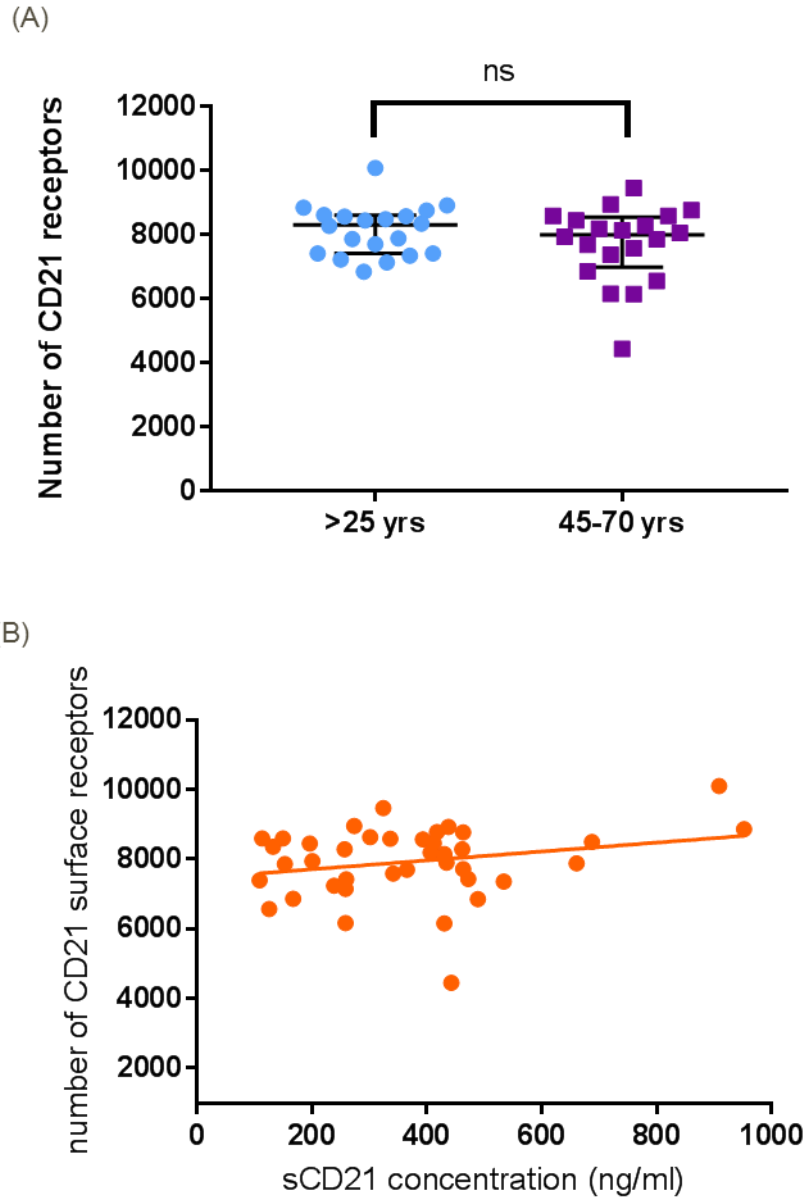 (A)
ns
Number of CD21 receptors
12000
10000
8000
6000
4000
2000
0
>25 yrs
45-70 yrs
B)
number of CD21 surface receptors
12000
10000
8000
6000
4000
2000
0
200
400
600
800
1000
sCD21 concentration (ng/ml)